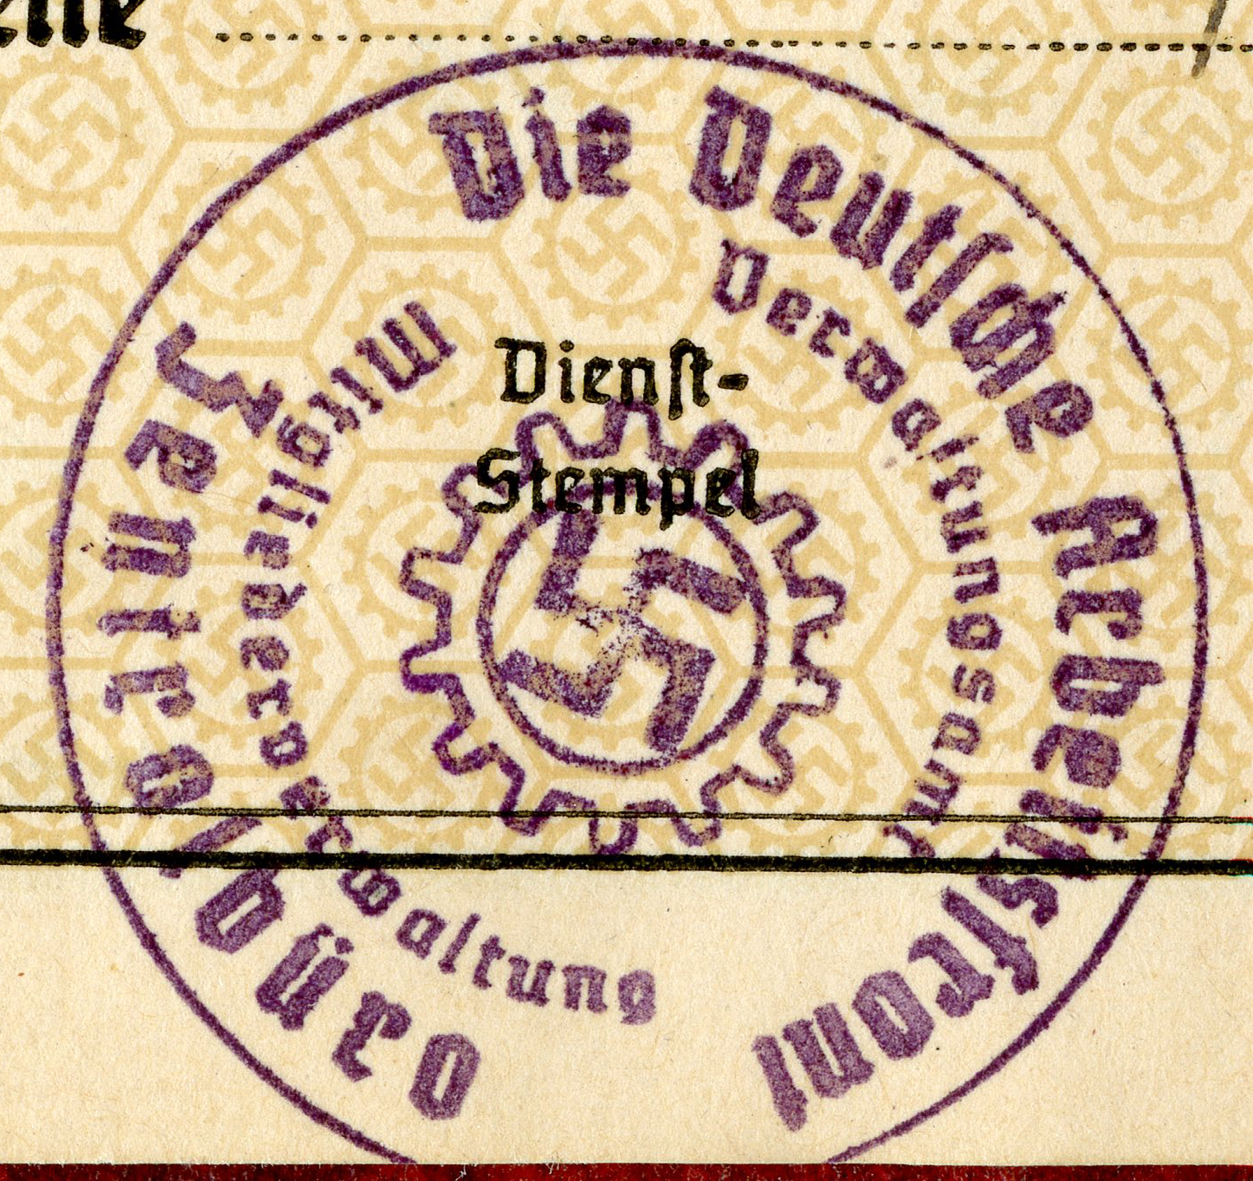 Die Deutsche Arbeitsfront
Zentralbüro
Verwaltungsamt
Mitgliederverwaltung
Dienst-
Stempel